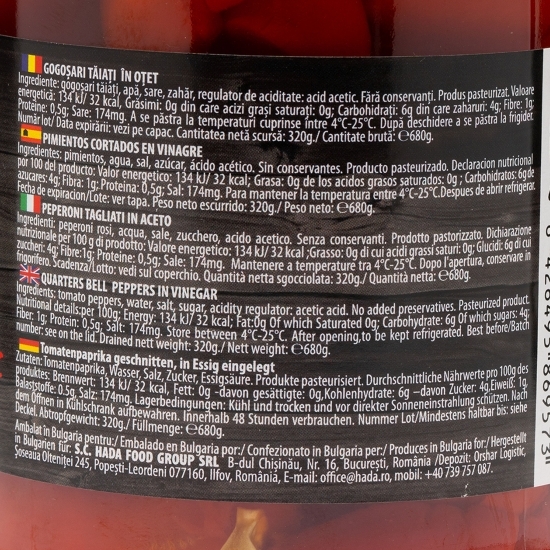 GOGOȘARI TĂIAȚI ÎN OȚET
Ingrediente: gogoșari tăiați, apă, sare, zahăr, regulator de aciditate: acid acetic. Fără conservanți. Produs pasteurizat. Valoare
energetică: 134 kJ/ 32 kcal, Grăsimi: 0g din care acizi grași saturați: 0g; Carbohidrați: 6g din care zaharuri: 4g; Fibre: 1g;
Proteine: 0,5g; Sare: 174mg. A se păstra la temperaturi cuprinse între 4°C-25°C. După deschidere a se păstra la frigider.
Număr lot/ Data expirării: vezi pe capac. Cantitatea netă scursă: 320g./ Cantitate brută: ℮680g.
PIMIENTOS CORTADOS EN VINAGRE
Ingredientes: pimientos, agua, sal, azúcar, ácido acético. Sin conservantes. Producto pasteurizado. Declaracion nutricional
por 100 del producto: Valor energetico: 134 kJ/ 32 kcal; Grasa: 0g de los acidos grasos saturados: 0g ; Carbohidratos: 6g de
azucares: 4g; Fibra: 1g; Proteina: 0,5g; Sal: 174mg. Para mantener la temperatura entre 4°C-25°C.Despues de abrir refrigerar.
Fecha de expiracion/Lote: ver tapa. Peso neto escurrido: 320g./ Peso neto: ℮680g.
PEPERONI TAGLIATI IN ACETO
Ingredienti: peperoni rosi, acqua, sale, zucchero, acido acetico. Senza conservanti. Prodotto pastorizzato. Dichiarazione
nutrizionale per 100 g di prodotto: Valore energetico: 134 kJ/ 32 kcal ;Grasso: 0g di cui acidi grassi saturi: 0g; Glucidi: 6g di cui
zuccheri: 4g; Fibre:1g; Proteine: 0,5g; Sale: 174mg. Mantenere a temperature tra 4°C-25°C. Dopo l'apertura, conservare in
frigorifero. Scadenza/Lotto: vedi sul coperchio. Quantità netta sgocciolata: 320g./ Quantità netta: ℮680g.
QUARTERS BELL PEPPERS IN VINEGAR
Ingredients: tomato peppers, water, salt, sugar, acidity regulator: acetic acid. No added preservatives. Pasteurized product.
Nutritional details:per 100g; Energy: 134 kJ/ 32 kcal; Fat:0g Of which Saturated 0g; Carbohydrate: 6g Of which sugars: 4g;
Fiber: 1g; Protein: 0,5g; Salt: 174mg. Store between 4°C-25°C. After opening,to be kept refrigerated. Best before/Batch
number: see on the lid. Drained nett weight: 320g./ Nett weight: ℮680g.
Tomatenpaprika geschnitten, in Essig eingelegt
Zutaten: Tomatenpaprika, Wasser, Salz, Zucker, Essigsäure. Produkte pasteurisiert. Durchschnittliche Nährwerte pro 100g des
produktes: Brennwert: 134 kJ/ 32 kcal, Fett: 0g -davon gesättigte: 0g,Kohlenhydrate: 6g –davon Zucker: 4g,Eiweiß: 1g,
Balaststoffe: 0.5g, Salz: 174mg. Lagerbedingungen: Kühl und trocken und vor direkter Sonneneinstrahlung schützen. Nach
dem Öffnen in Kühlschrank aufbewahren. Innerhalb 48 Stunden verbrauchen. Nummer Lot/Mindestens haltbar bis: siehe
Deckel. Abtropfgewicht: 320g./ Füllmenge: ℮680g.
Ambalat în Bulgaria pentru:/ Embalado en Bulgaria por:/ Confezionato in Bulgaria per:/ Produces in Bulgaria for:/ Hergestellt
in Bulgarien für: S.C. HADA FOOD GROUP SRL B-dul Chișinău, Nr. 16, București, România /Depozit: Orshar Logistic,
Șoseaua Olteniței 245, Popești-Leordeni 077160, Ilfov, România, E-mail: office@hada.ro, mobil: +40 739 757 087.